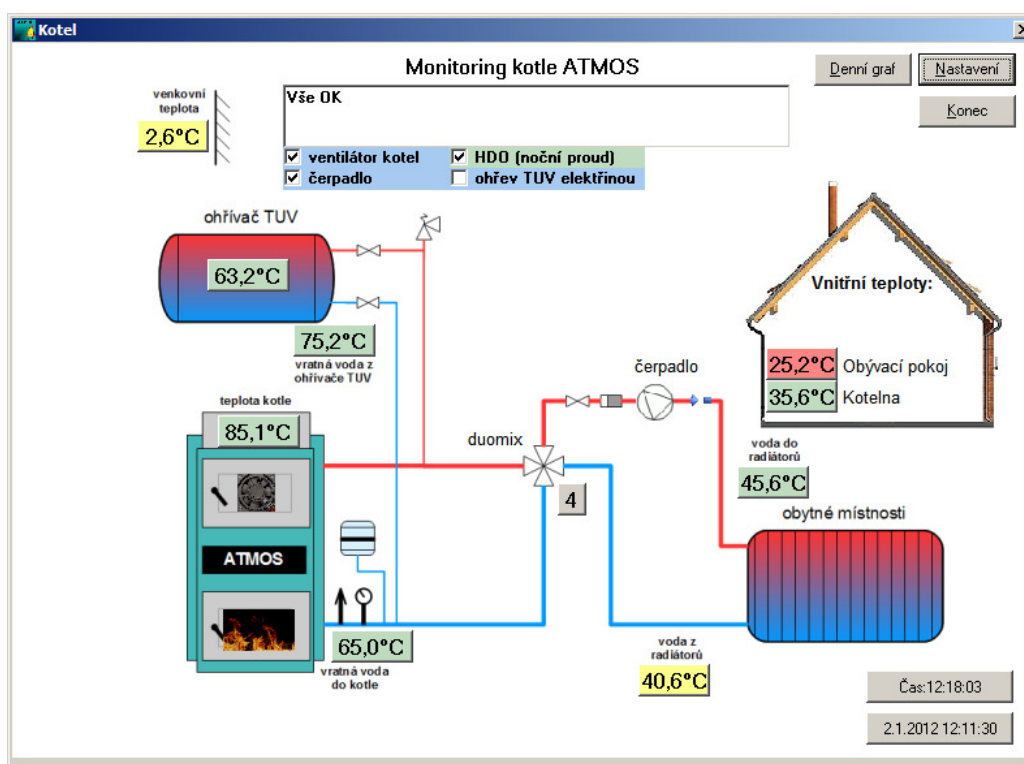 Kotel
Monitoring kotle ATMOS
Denní graf
Nastavení
Konec
venkovní
teplota
2,6°C
Vše OK
ventilátor kotel
HDO (noční proud)
čerpadlo
ohřev TUV elektřinou
ohřívač TUV
63,2°C
75,2°C
vratná voda z
ohřívače TUV
Vnitřní teploty:
25,2°C Obývací pokoj
35,6°C Kotelna
čerpadlo
teplota kotle
85,1°C
duomix
4
voda do
radiátorů
45,6°C
obytné místnosti
ATMOS
65,0°C
vratná voda
do kotle
voda z
radiátorů
40,6°C
Čas:12:18:03
2.1.2012 12:11:30